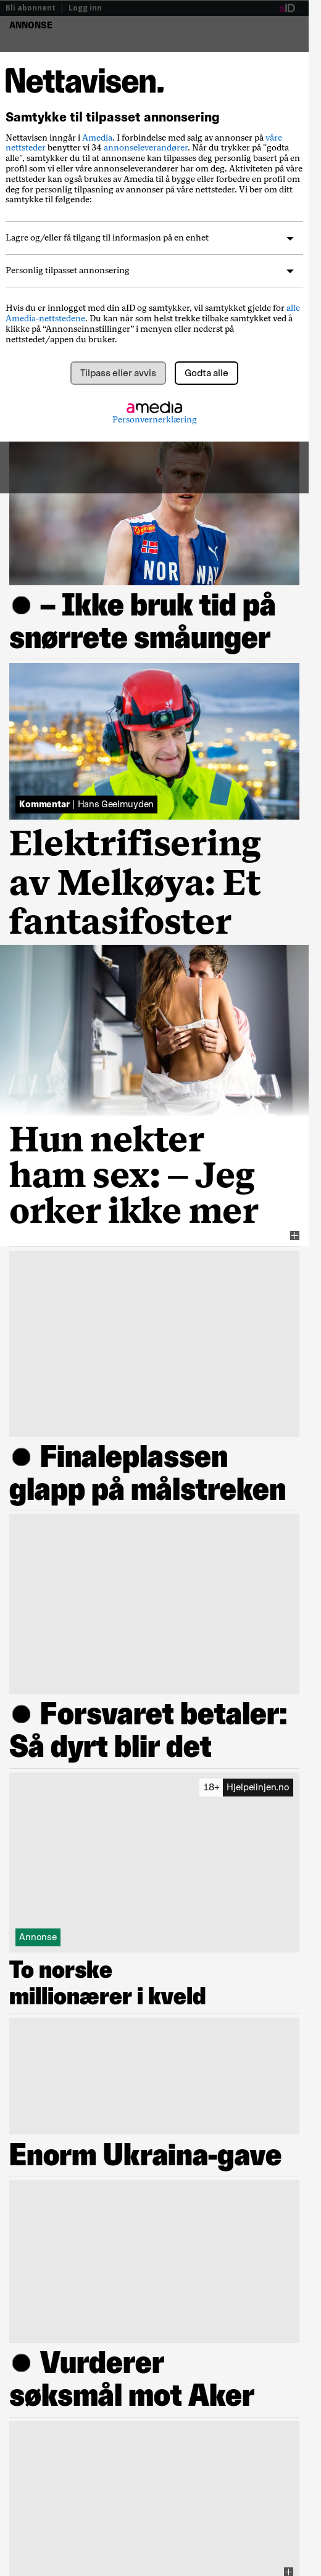 Bli abonnent | Logg inn aID
ANNONSE
Nettavisen.
Samtykke til tilpasset annonsering
Nettavisen inngår i Amedia. I forbindelse med salg av annonser på våre
nettsteder benytter vi 34 annonseleverandører. Når du trykker på "godta
alle", samtykker du til at annonsene kan tilpasses deg personlig basert på en
profil som vi eller våre annonseleverandører har om deg. Aktiviteten på våre
nettsteder kan også brukes av Amedia til å bygge eller forbedre en profil om
deg for personlig tilpasning av annonser på våre nettsteder. Vi ber om ditt
samtykke til følgende:
Lagre og/eller få tilgang til informasjon på en enhet
Personlig tilpasset annonsering
Hvis du er innlogget med din aID og samtykker, vil samtykket gjelde for alle
Amedia-nettstedene. Du kan når som helst trekke tilbake samtykket ved å
klikke på “Annonseinnstillinger” i menyen eller nederst på
nettstedet/appen du bruker.
Tilpass eller avvis Godta alle
amedia
Personvernerklæring
NORWAY
– Ikke bruk tid på
snørrete småunger
Kommentar | Hans Geelmuyden
Elektrifisering
av Melkøya: Et
fantasifoster
Hun nekter
ham sex: – Jeg
orker ikke mer
Finaleplassen
glapp på målstreken
Forsvaret betaler:
Så dyrt blir det
18+ Hjelpelinjen.no
Annonse
To norske
millionærer i kveld
Enorm Ukraina-gave
Vurderer
søksmål mot Aker